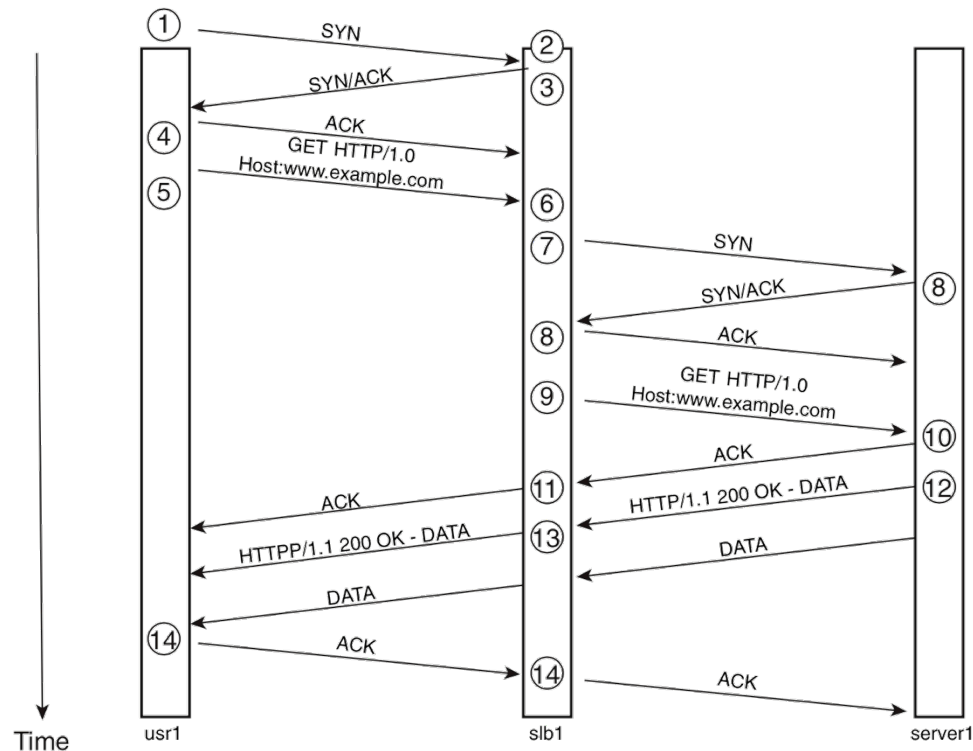 1
SYN
2
SYN/ACK
3
ACK
4
GET HTTP/1.0
Host:www.example.com
5
6
7
SYN
8
SYN/ACK
8
ACK
GET HTTP/1.0
9
Host:www.example.com
10
ACK
11
ACK
12
HTTP/1.1 200 OK - DATA
13
HTTPP/1.1 200 OK - DATA
DATA
DATA
14
ACK
14
ACK
Time
usr1
slb1
server1